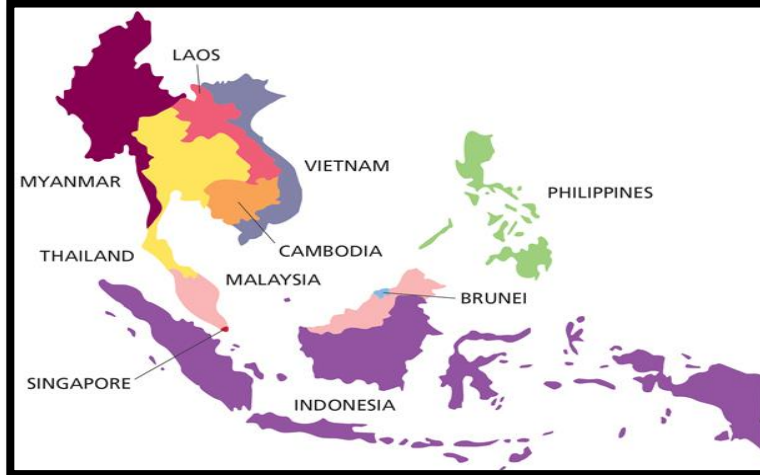 LAOS
VIETNAM
MYANMAR
PHILIPPINES
CAMBODIA
THAILAND
MALAYSIA
BRUNEI
SINGAPORE
INDONESIA